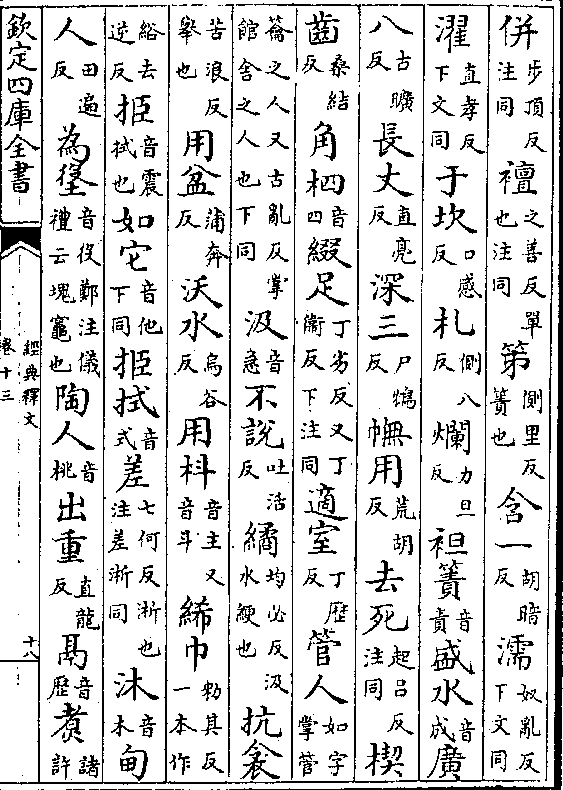 併步頂反注同襢之善反單也注同第側里反簀也含一胡暗反濡奴亂反下文同
濯直孝反下文同于坎口感反札側八反爛力旦反袒簀音責盛水音成廣
八古曠反長丈直亮反深三尸鴆反幠用荒胡反去死起呂反注同楔
齒桑結反角柶音四綴足丁劣反又丁衞反下注同適室丁歷反管人如字掌管
籥之人又古亂反掌館舍之人也下同汲音急不說吐活反繘均必反汲水綆也抗衾
苦浪反舉也用盆蒲奔反沃水烏谷反用枓音主又音斗絺巾勑其反一本作
綌去逆反挋音震拭也如它音他下同挋拭音式差七何反淅也注差淅同沐音木甸
人田遍反為垼音役鄭注儀禮云塊竈也陶人音桃出重直龍反鬲音歷煑諸許
欽定四庫全書
經典釋文
卷十三
十八